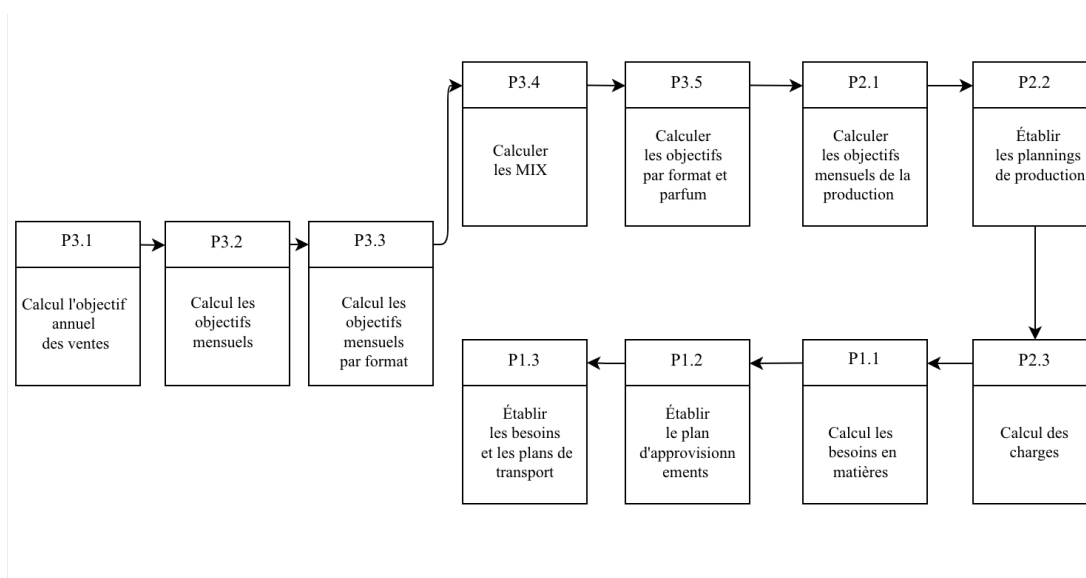 P3.4
Calculer
les MIX
P3.5
Calculer
les objectifs
par format et
parfum
P2.1
Calculer
les objectifs
mensuels de la
production
P2.2
Établir
les plannings
de production
P3.1
Calcul l'objectif
annuel
des ventes
P3.2
Calcul les
objectifs
mensuels
P3.3
Calcul les
objectifs
mensuels
par format
P1.3
Établir
les besoins
et les plans de
transport
P1.2
Établir
le plan
d'approvisionn
ements
P1.1
Calcul les
besoins en
matières
P2.3
Calcul des
charges